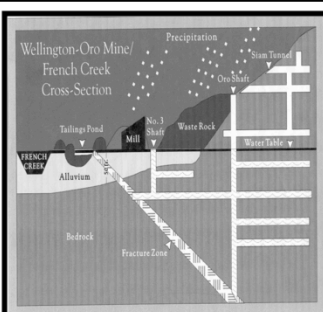 Precipitation
Wellington-Oro Mine/
French Creek
Cross-Section
Siam Tunnel
Oro Shaft
Tailings Pond
No. 3
Shaft
Waste Rock
Mill
Water Table
FRENCH
CREEK
Alluvium
Bedrock
Fracture Zone